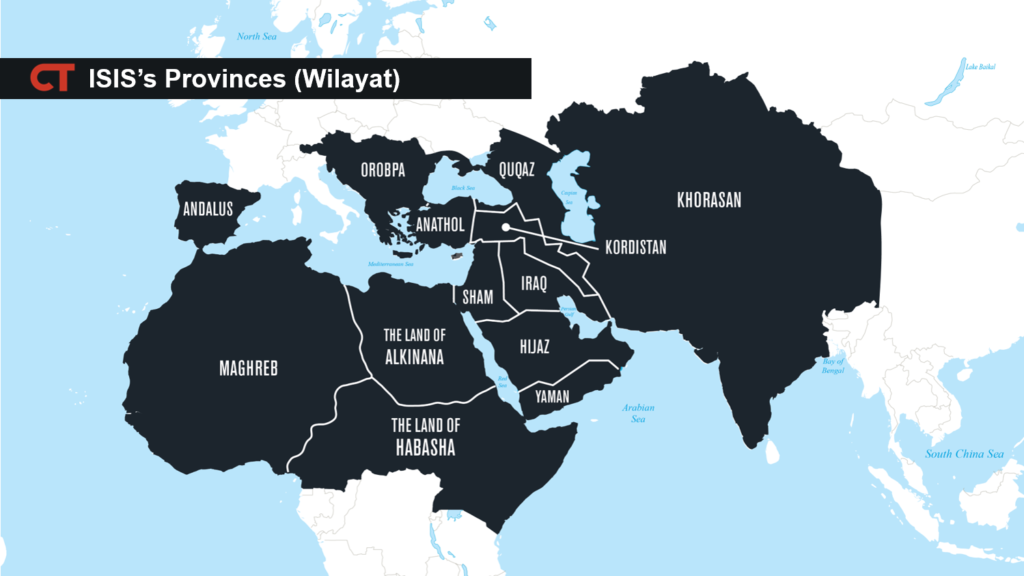 North Sea
Lake Baikal
CT ISIS's Provinces (Wilayat)
OROBPA
QUQAZ
Black Sea
Caspian
Sea
KHORASAN
ANDALUS
ANATHOL
KORDISTAN
Mediterranean Sea
SHAM
IRAQ
Persian
Gulf
THE LAND OF
ALKINANA
HIJAZ
MAGHREB
Red
Sea
YAMAN
Bay of
Bengal
Arabian
Sea
THE LAND OF
HABASHA
South China Sea